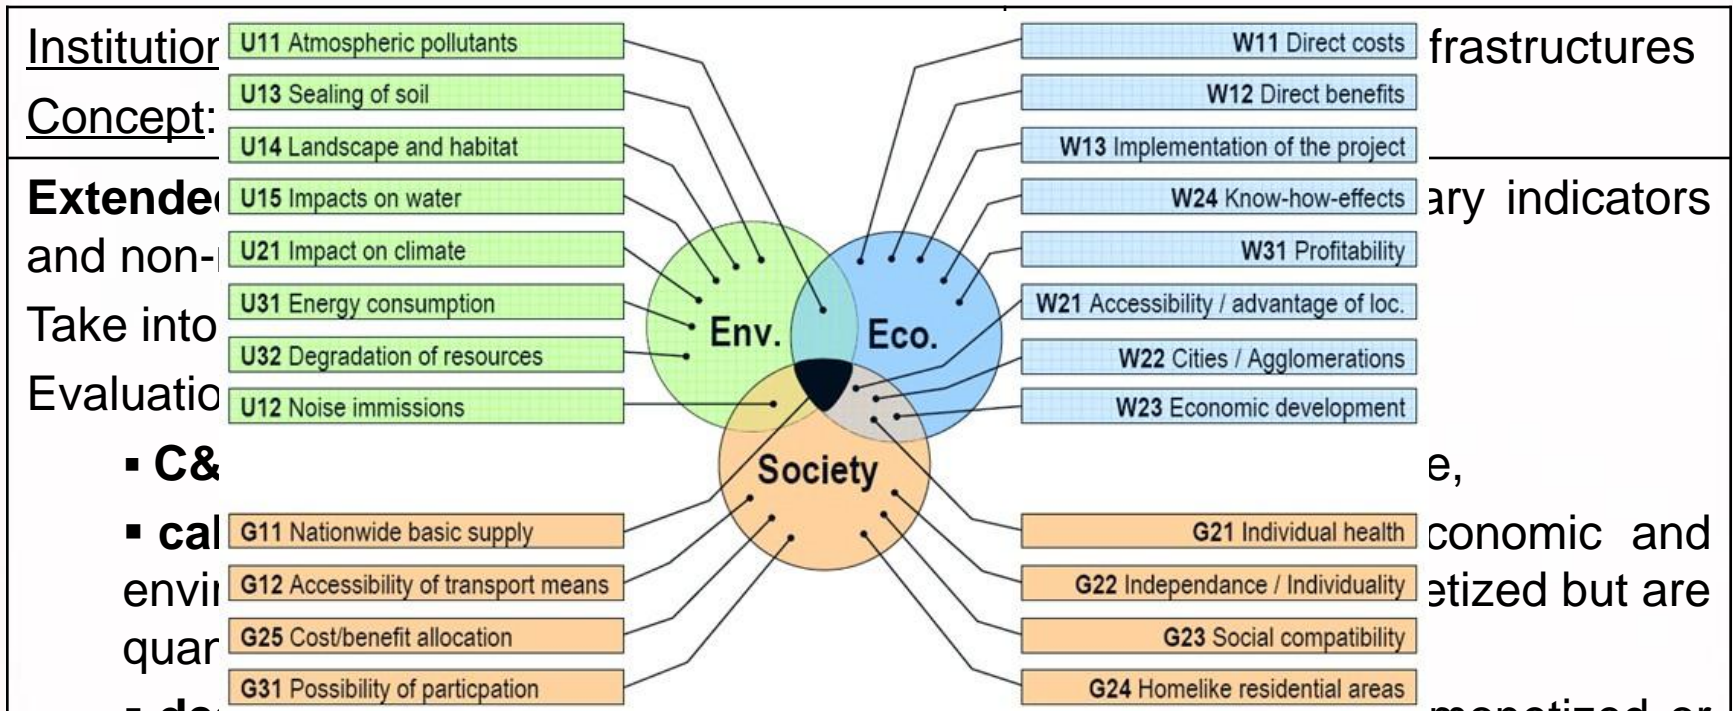 Institution
frastructures
Concept:
Extended
ary indicators
and non-
Take into
Evaluatio
▪ C&
e,
▪ cal
conomic and
envir
etized but are
quan
U11 Atmospheric pollutants
U13 Sealing of soil
U14 Landscape and habitat
U15 Impacts on water
U21 Impact on climate
U31 Energy consumption
U32 Degradation of resources
U12 Noise immissions
W11 Direct costs
W12 Direct benefits
W13 Implementation of the project
W24 Know-how-effects
W31 Profitability
W21 Accessibility / advantage of loc.
W22 Cities / Agglomerations
W23 Economic development
Env.
Eco.
Society
G11 Nationwide basic supply
G12 Accessibility of transport means
G25 Cost/benefit allocation
G31 Possibility of particpation
G21 Individual health
G22 Independance / Individuality
G23 Social compatibility
G24 Homelike residential areas